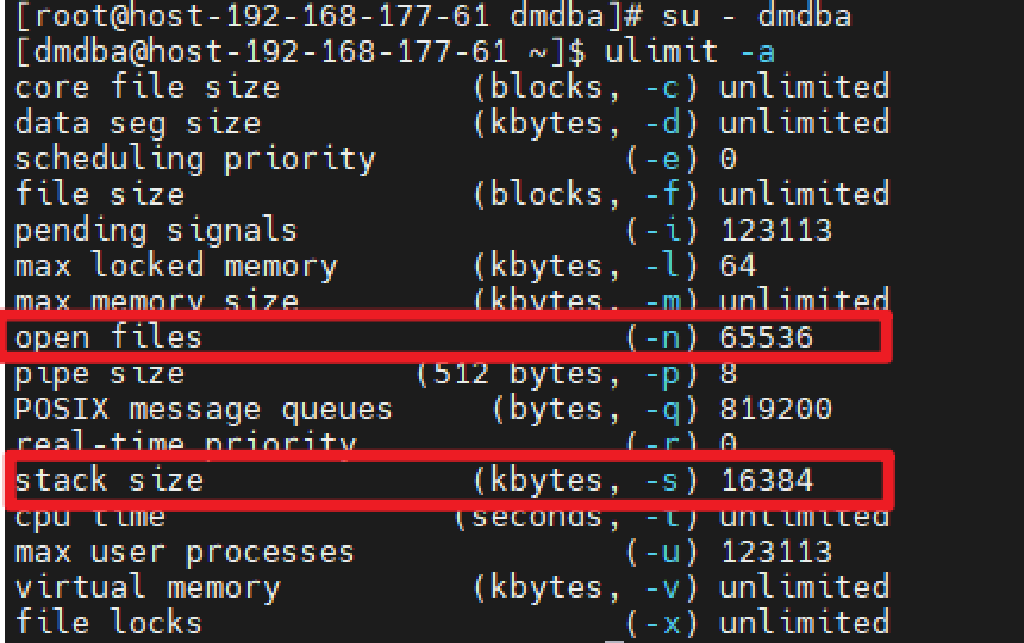 [root@host-192-168-177-61 dmdba]# su - dmdba
[dmdba@host-192-168-177-61 ~]$ ulimit -a
core file size (blocks, -c) unlimited
data seg size (kbytes, -d) unlimited
scheduling priority (-e) 0
file size (blocks, -f) unlimited
pending signals (-i) 123113
max locked memory (kbytes, -l) 64
max memory size (kbytes, -m) unlimited
open files (-n) 65536
pipe size (512 bytes, -p) 8
POSIX message queues (bytes, -q) 819200
real-time priority (-r) 0
stack size (kbytes, -s) 16384
cpu time (seconds, -t) unlimited
max user processes (-u) 123113
virtual memory (kbytes, -v) unlimited
file locks (-x) unlimited